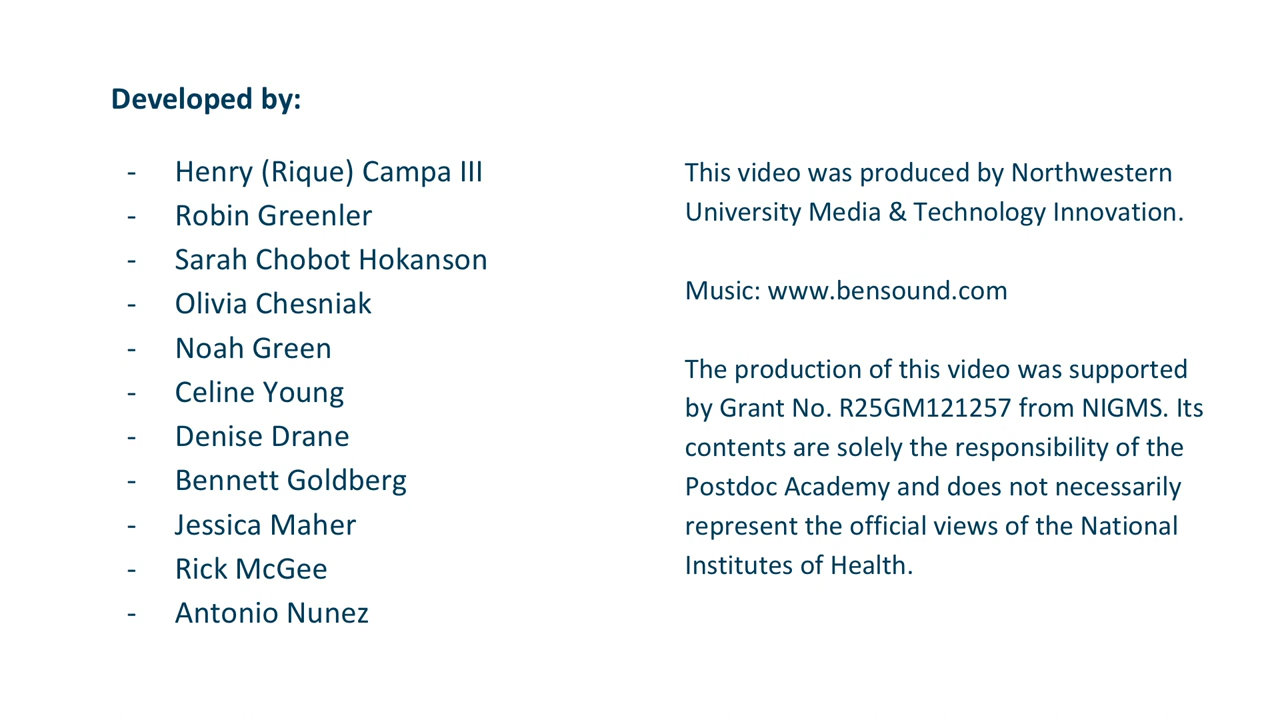 Developed by:
- Henry (Rique) Campa III
- Robin Greenler
- Sarah Chobot Hokanson
- Olivia Chesniak
- Noah Green
- Celine Young
- Denise Drane
- Bennett Goldberg
- Jessica Maher
- Rick McGee
- Antonio Nunez
This video was produced by Northwestern
University Media & Technology Innovation.
Music: www.bensound.com
The production of this video was supported
by Grant No. R25GM121257 from NIGMS. Its
contents are solely the responsibility of the
Postdoc Academy and does not necessarily
represent the official views of the National
Institutes of Health.